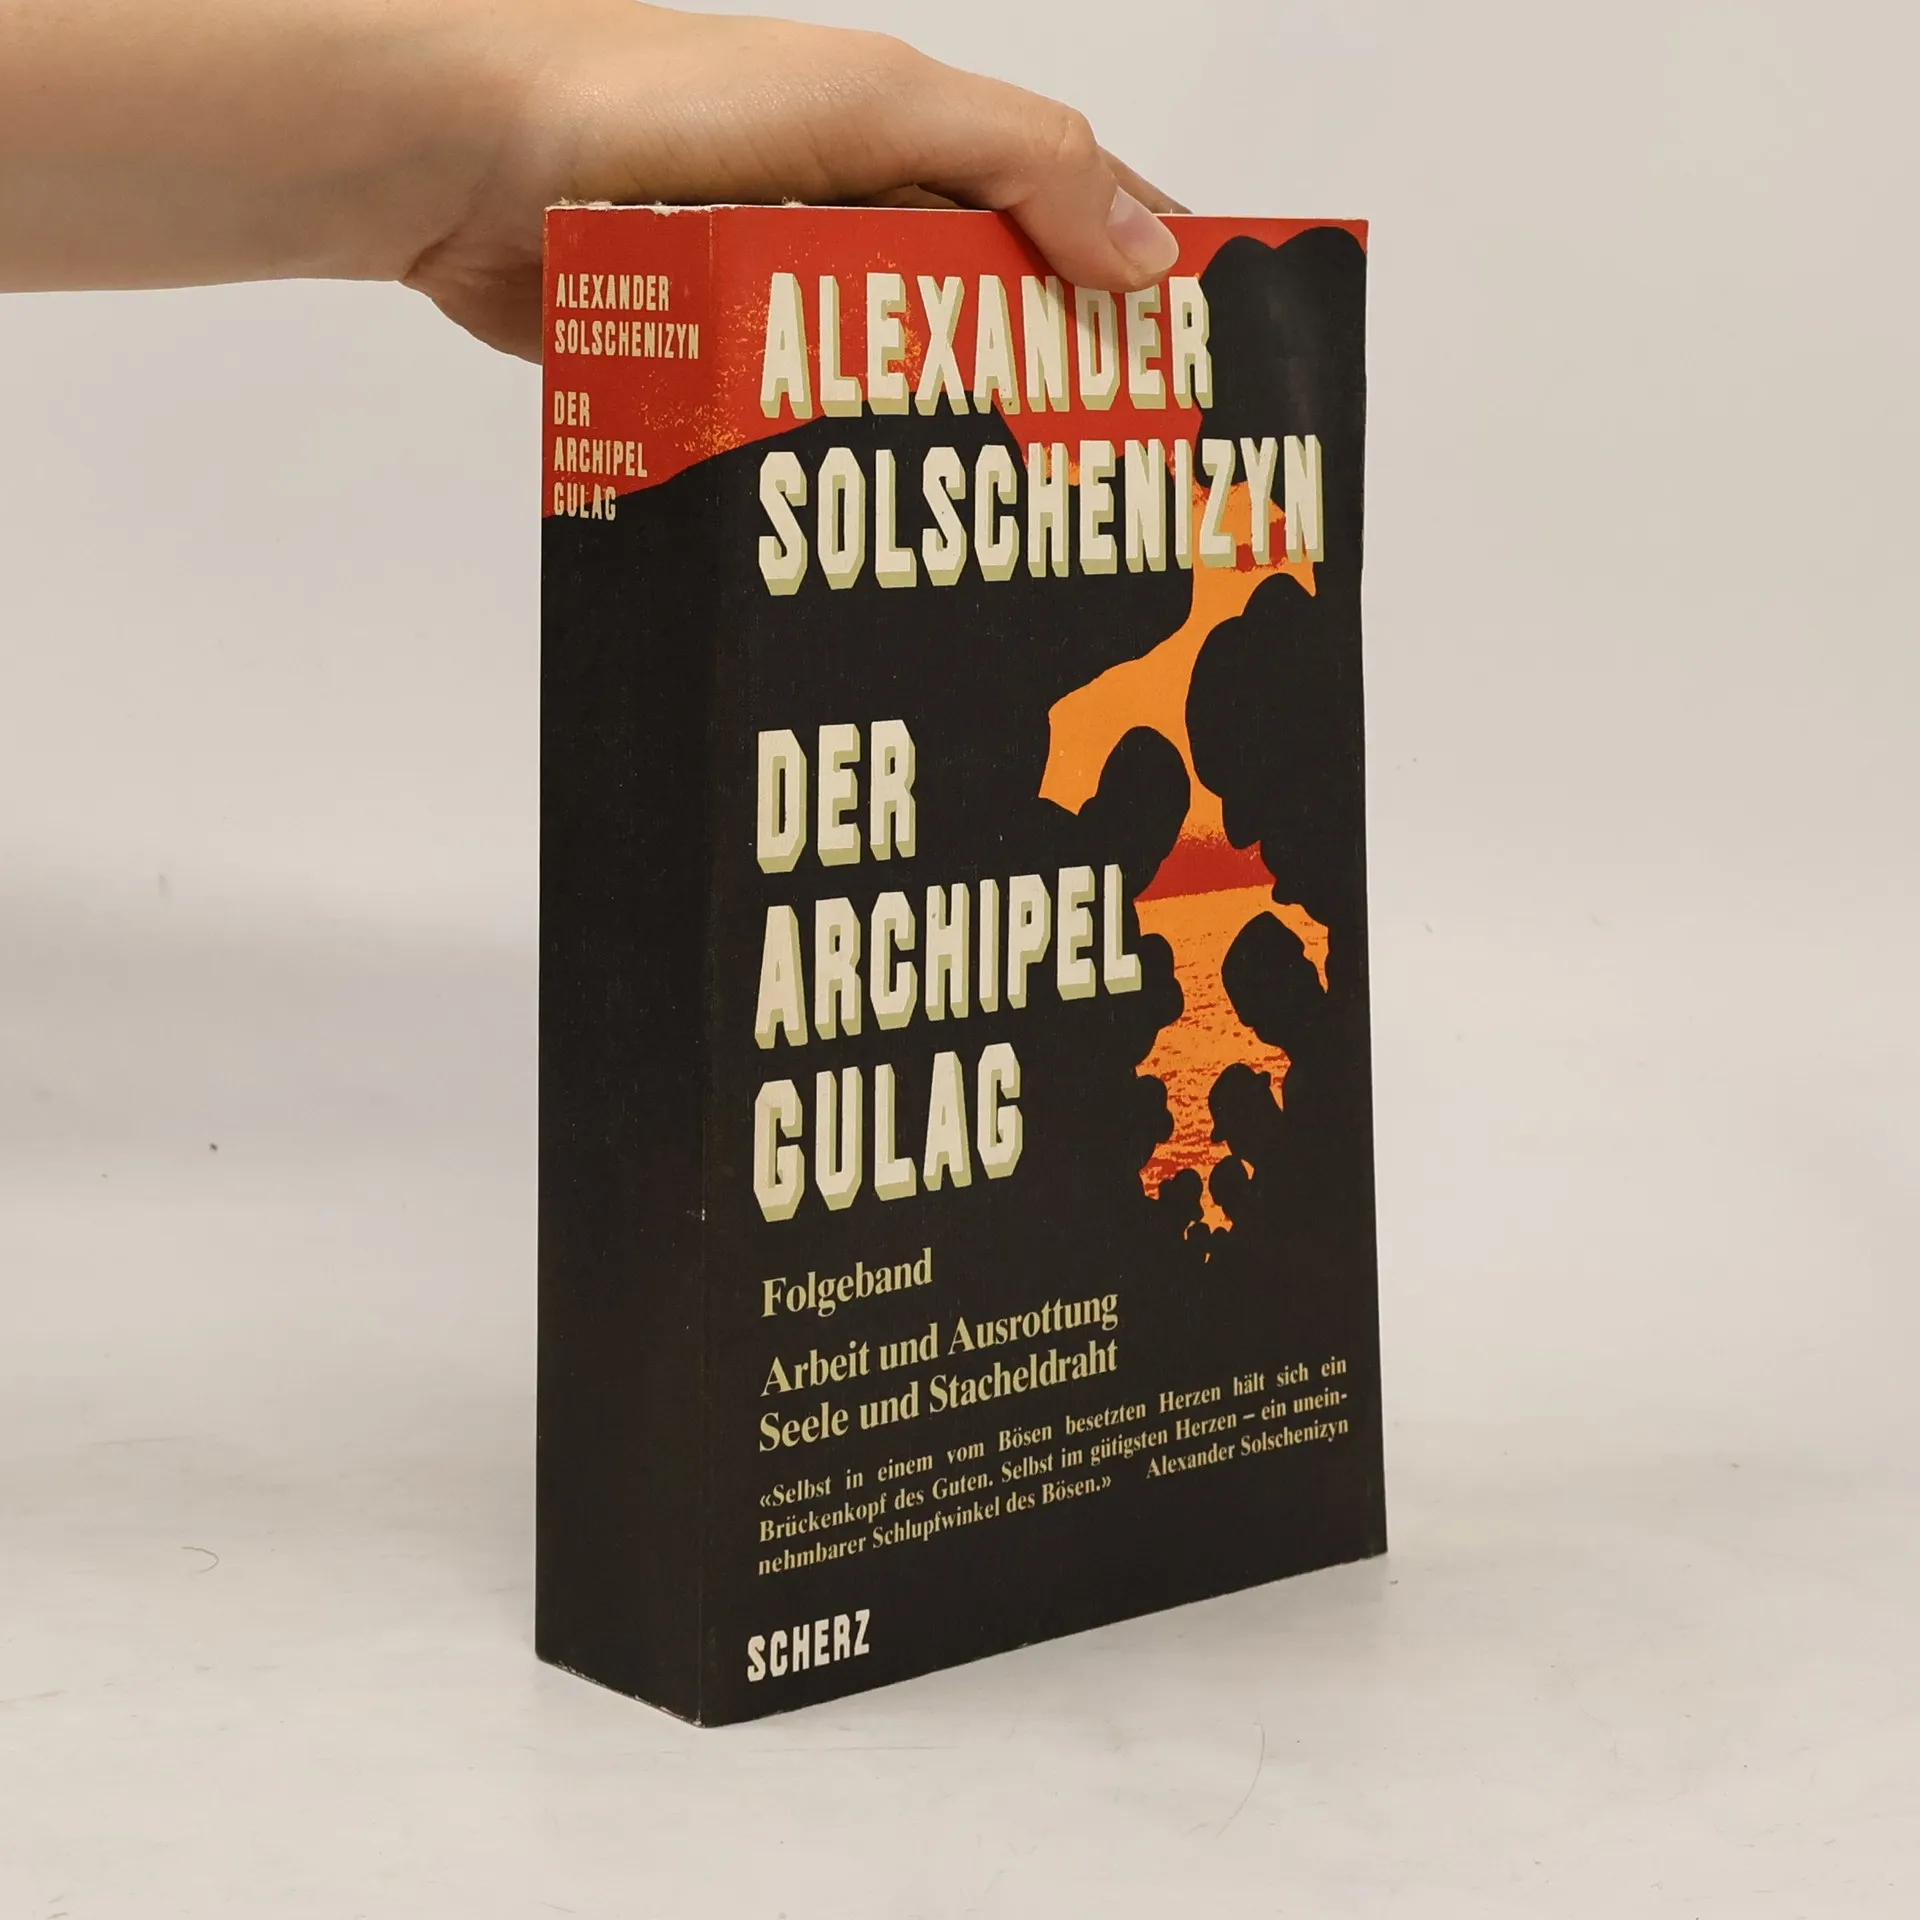 ALEXANDER
SOLSCHENIZYN
DER
ARCHIPEL
GULAG
ALEXANDER
SOLSCHENIZYN
DER
ARCHIPEL
GULAG
Folgeband
Arbeit und Ausrottung
Seele und Stacheldraht
«Selbst in einem vom Bösen besetzten Herzen hält sich ein
Brückenkopf des Guten. Selbst im gütigsten Herzen – ein unein-
nehmbarer Schlupfwinkel des Bösen.» Alexander Solschenizyn
SCHERZ